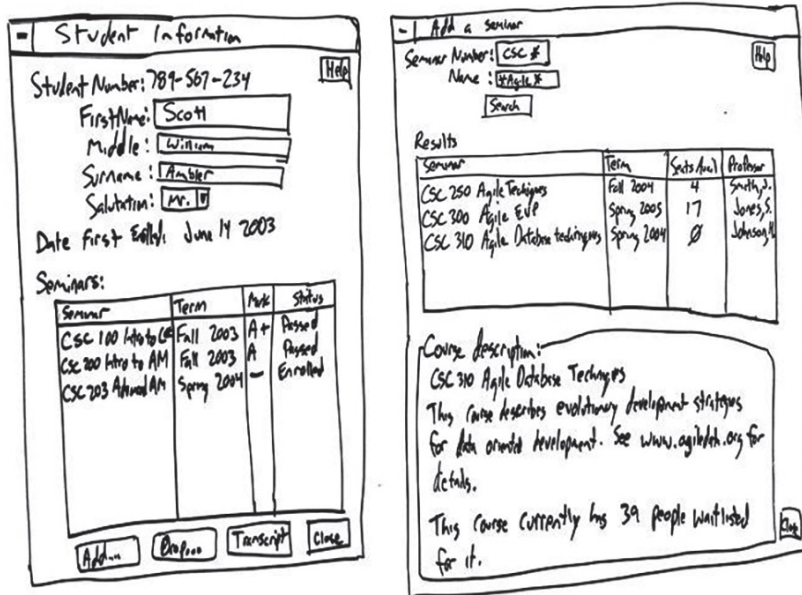 Student Information
Help
Student Number: 789-567-234
First Name: Scott
Middle: William
Surname: Ambler
Salutation: Mr.
Date First Enroll: June 14 2003
Seminars:
Seminar Term Mark Status
CSC 100 Intro to CS Fall 2003 A+ Passed
CSC 200 Intro to AM Fall 2003 A Passed
CSC 203 Advanced AM Spring 2004 — Enrolled
Add... Drop... Transcript Close
Add a seminar
Help
Seminar Number: CSC *
Name: *Agile*
Search
Results
Seminar Term Seats Avail Professor
CSC 250 Agile Techniques Fall 2004 4 Smith, J.
CSC 300 Agile EUP Spring 2005 17 Jones, S.
CSC 310 Agile Database techniques Spring 2004 0 Johnson,
Course description:
CSC 310 Agile Database Techniques
This course describes evolutionary development strategies
for data oriented development. See www.agiledata.org for
details.
This course currently has 39 people waitlisted
for it.
Close